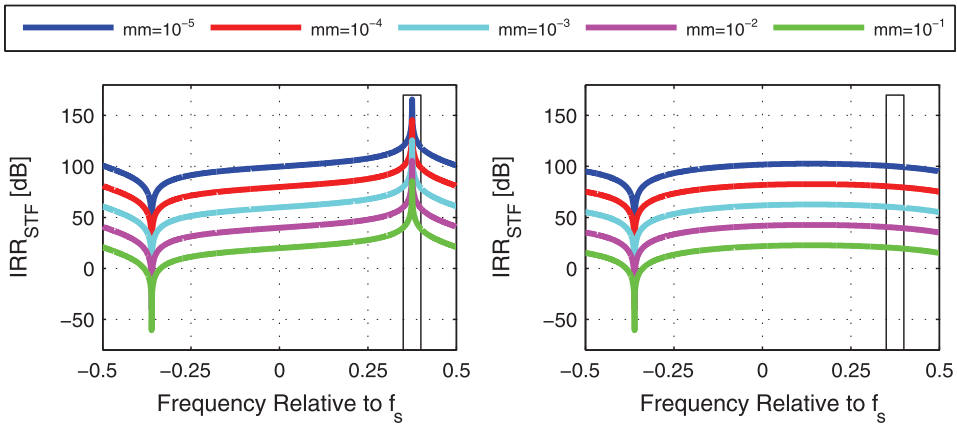 mm=10⁻⁵ mm=10⁻⁴ mm=10⁻³ mm=10⁻² mm=10⁻¹
IRR_STF [dB]
150
100
50
0
−50
−0.5 −0.25 0 0.25 0.5
Frequency Relative to f_s
IRR_STF [dB]
150
100
50
0
−50
−0.5 −0.25 0 0.25 0.5
Frequency Relative to f_s